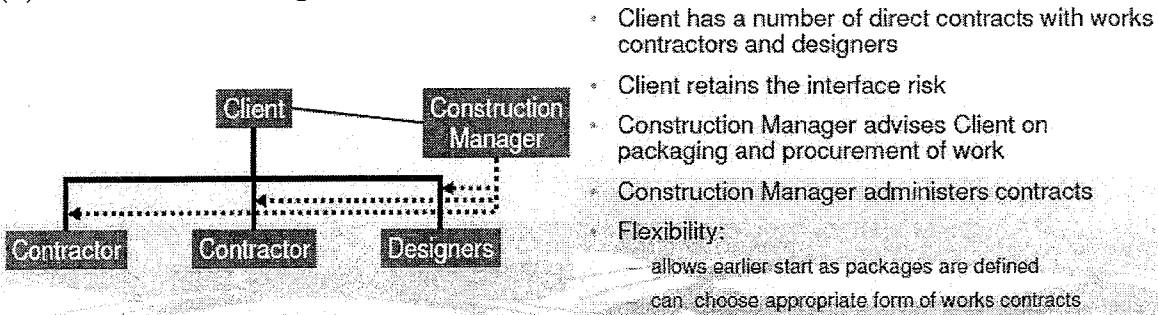 Client has a number of direct contracts with works
contractors and designers
Client retains the interface risk
Client
Construction
Manager
Construction Manager advises Client on
packaging and procurement of work
Construction Manager administers contracts
Contractor
Contractor
Designers
Flexibility:
– allows earlier start as packages are defined
– can choose appropriate form of works contracts